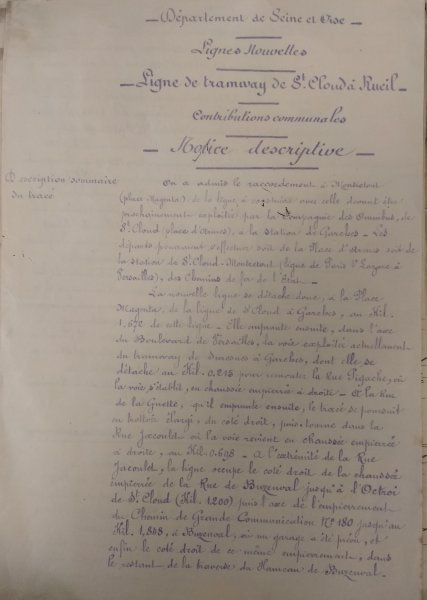 — Département de Seine et Oise
Lignes Nouvelles
— Ligne de tramway de St Cloud à Rueil —
Contributions communales
— Notice descriptive —
Description sommaire
du tracé
On a admis le raccordement à Montretout
(place Magenta) de la ligne à construire avec celle devant être
prochainement exploitée par la Compagnie des Omnibus, de
St Cloud (place d'Armes), à la station de Garches — Les
départs pourraient s'effectuer soit de la Place d'Armes soit de
la station de St Cloud-Montretout (ligne de Paris St Lazare à
Versailles), des Chemins de fer de l'Etat. —
La nouvelle ligne se détache donc, à la Place
Magenta, de la ligne de St Cloud à Garches, au Kil.
1.672 de cette ligne — Elle emprunte ensuite, dans l'axe
du Boulevard de Versailles, la voie exploitée actuellement
du tramway de Suresnes à Garches, dont elle se
détache au Kil. 0,215 pour remonter la Rue Pigache, où
la voie s'établit, en chaussée empierrée à droite — Et la Rue
de la Guette, qu'il emprunte ensuite, le tracé se poursuit
en trottoir élargi, du coté droit, puis tourne dans la
Rue Jacoulet où la voie revient en chaussée empierrée
à droite, au Kil. 0.698 — A l'extrémité de la Rue
Jacoulet, la ligne occupe le coté droit de la chaussée
empierrée de la Rue de Buzenval jusqu'à l'Octroi
de St Cloud (Kil. 1.200) puis l'axe de l'empierrement
du Chemin de Grande Communication No 180 jusqu'au
Kil. 1,858, à Buzenval, où un garage a été prévu, et
enfin le coté droit de ce même empierrement, dans
le restant de la traverse du Hameau de Buzenval.